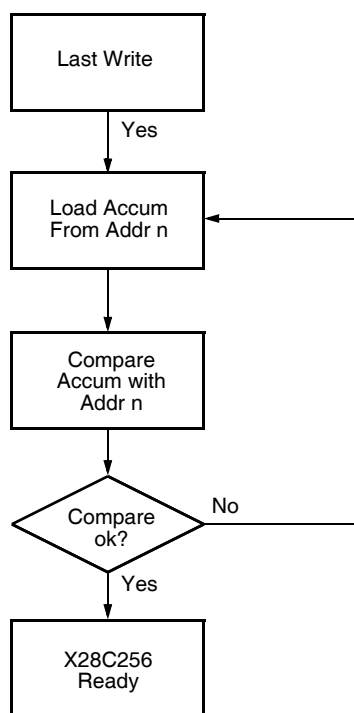 Last Write
Yes
Load Accum
From Addr n
Compare
Accum with
Addr n
Compare
ok?
No
Yes
X28C256
Ready